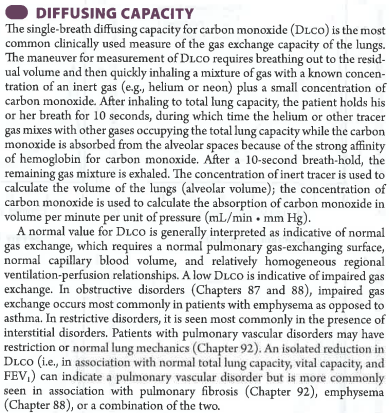 DIFFUSING CAPACITY
The single-breath diffusing capacity for carbon monoxide (DLCO) is the most
common clinically used measure of the gas exchange capacity of the lungs.
The maneuver for measurement of DLCO requires breathing out to the resid-
ual volume and then quickly inhaling a mixture of gas with a known concen-
tration of an inert gas (e.g., helium or neon) plus a small concentration of
carbon monoxide. After inhaling to total lung capacity, the patient holds his
or her breath for 10 seconds, during which time the helium or other tracer
gas mixes with other gases occupying the total lung capacity while the carbon
monoxide is absorbed from the alveolar spaces because of the strong affinity
of hemoglobin for carbon monoxide. After a 10-second breath-hold, the
remaining gas mixture is exhaled. The concentration of inert tracer is used to
calculate the volume of the lungs (alveolar volume); the concentration of
carbon monoxide is used to calculate the absorption of carbon monoxide in
volume per minute per unit of pressure (mL/min • mm Hg).
A normal value for DLCO is generally interpreted as indicative of normal
gas exchange, which requires a normal pulmonary gas-exchanging surface,
normal capillary blood volume, and relatively homogeneous regional
ventilation-perfusion relationships. A low DLCO is indicative of impaired gas
exchange. In obstructive disorders (Chapters 87 and 88), impaired gas
exchange occurs most commonly in patients with emphysema as opposed to
asthma. In restrictive disorders, it is seen most commonly in the presence of
interstitial disorders. Patients with pulmonary vascular disorders may have
restriction or normal lung mechanics (Chapter 92). An isolated reduction in
DLCO (i.e., in association with normal total lung capacity, vital capacity, and
FEV₁) can indicate a pulmonary vascular disorder but is more commonly
seen in association with pulmonary fibrosis (Chapter 92), emphysema
(Chapter 88), or a combination of the two.